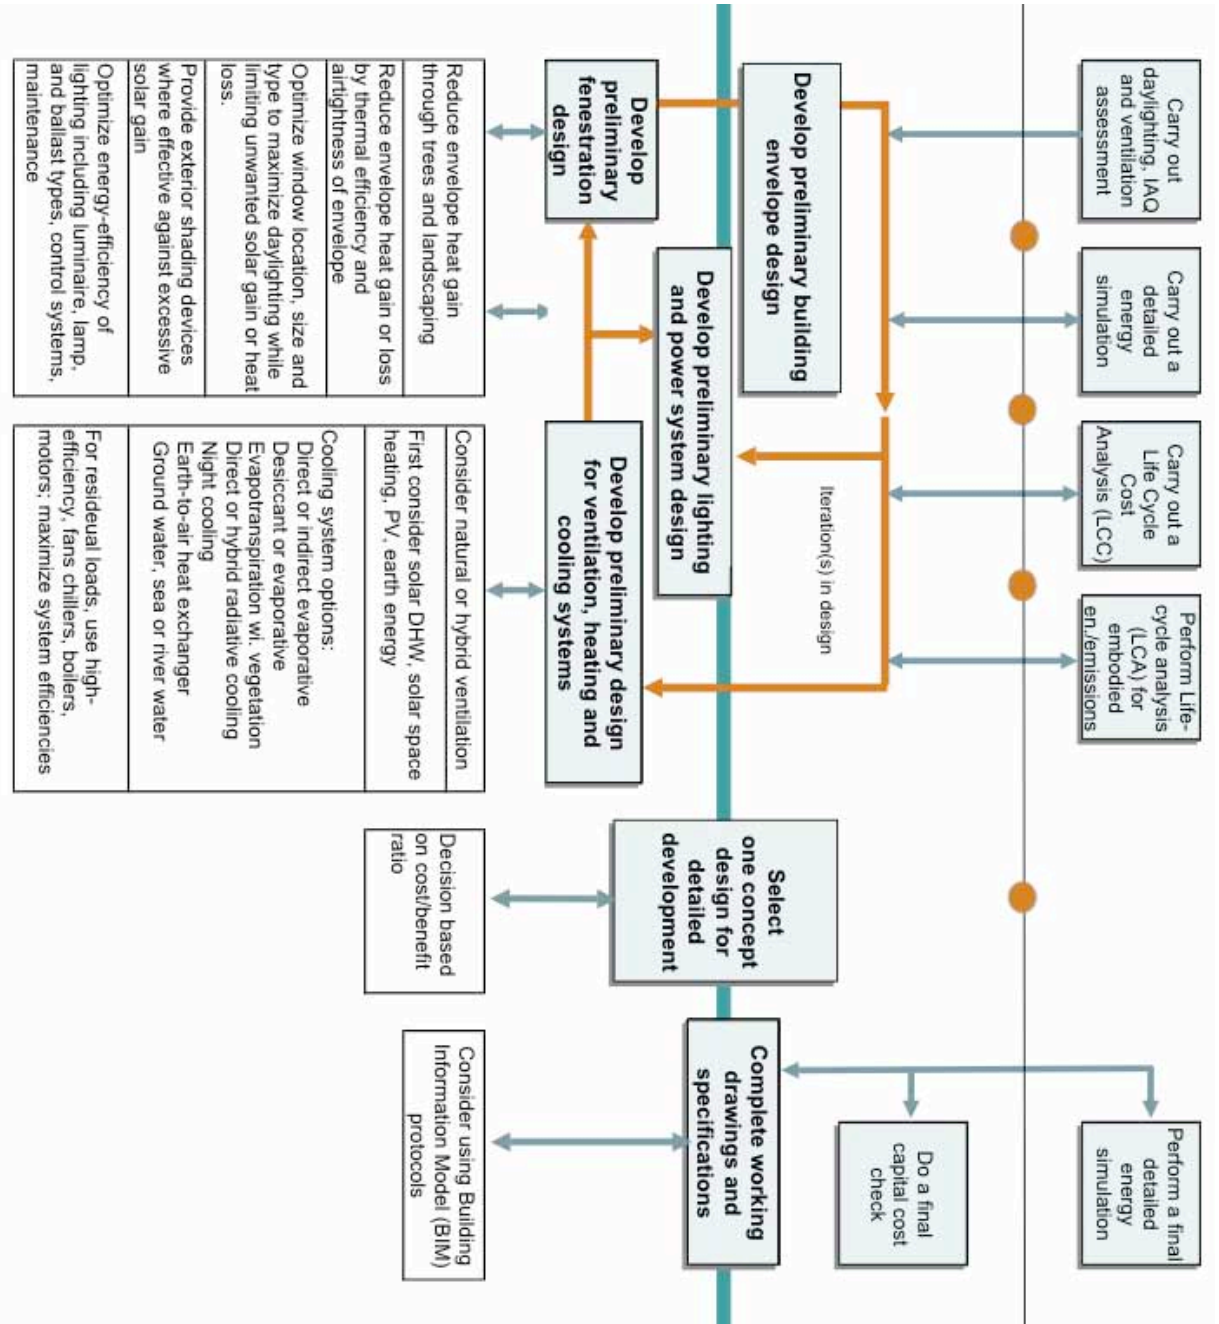 Carry out
daylighting, IAQ
and ventilation
assessment
Carry out a
detailed
energy
simulation
Carry out a
Life Cycle
Cost
Analysis (LCC)
Perform Life-
cycle analysis
(LCA) for
embodied
en./emissions
Perform a final
detailed
energy
simulation
Do a final
capital cost
check
Develop preliminary building
envelope design
Iteration(s) in design
Develop preliminary lighting
and power system design
Develop
preliminary
fenestration
design
Develop preliminary design
for ventilation, heating and
cooling systems
Select
one concept
design for
detailed
development
Complete working
drawings and
specifications
Reduce envelope heat gain
through trees and landscaping
Reduce envelope heat gain or loss
by thermal efficiency and
airtightness of envelope
Optimize window location, size and
type to maximize daylighting while
limiting unwanted solar gain or heat
loss.
Provide exterior shading devices
where effective against excessive
solar gain
Optimize energy-efficiency of
lighting including luminaire, lamp,
and ballast types, control systems,
maintenance
Consider natural or hybrid ventilation
First consider solar DHW, solar space
heating, PV, earth energy
Cooling system options:
Direct or indirect evaporative
Desiccant or evaporative
Evapotranspiration wi. vegetation
Direct or hybrid radiative cooling
Night cooling
Earth-to-air heat exchanger
Ground water, sea or river water
For resideual loads, use high-
efficiency, fans chillers, boilers,
motors; maximize system efficiencies
Decision based
on cost/benefit
ratio
Consider using Building
Information Model (BIM)
protocols